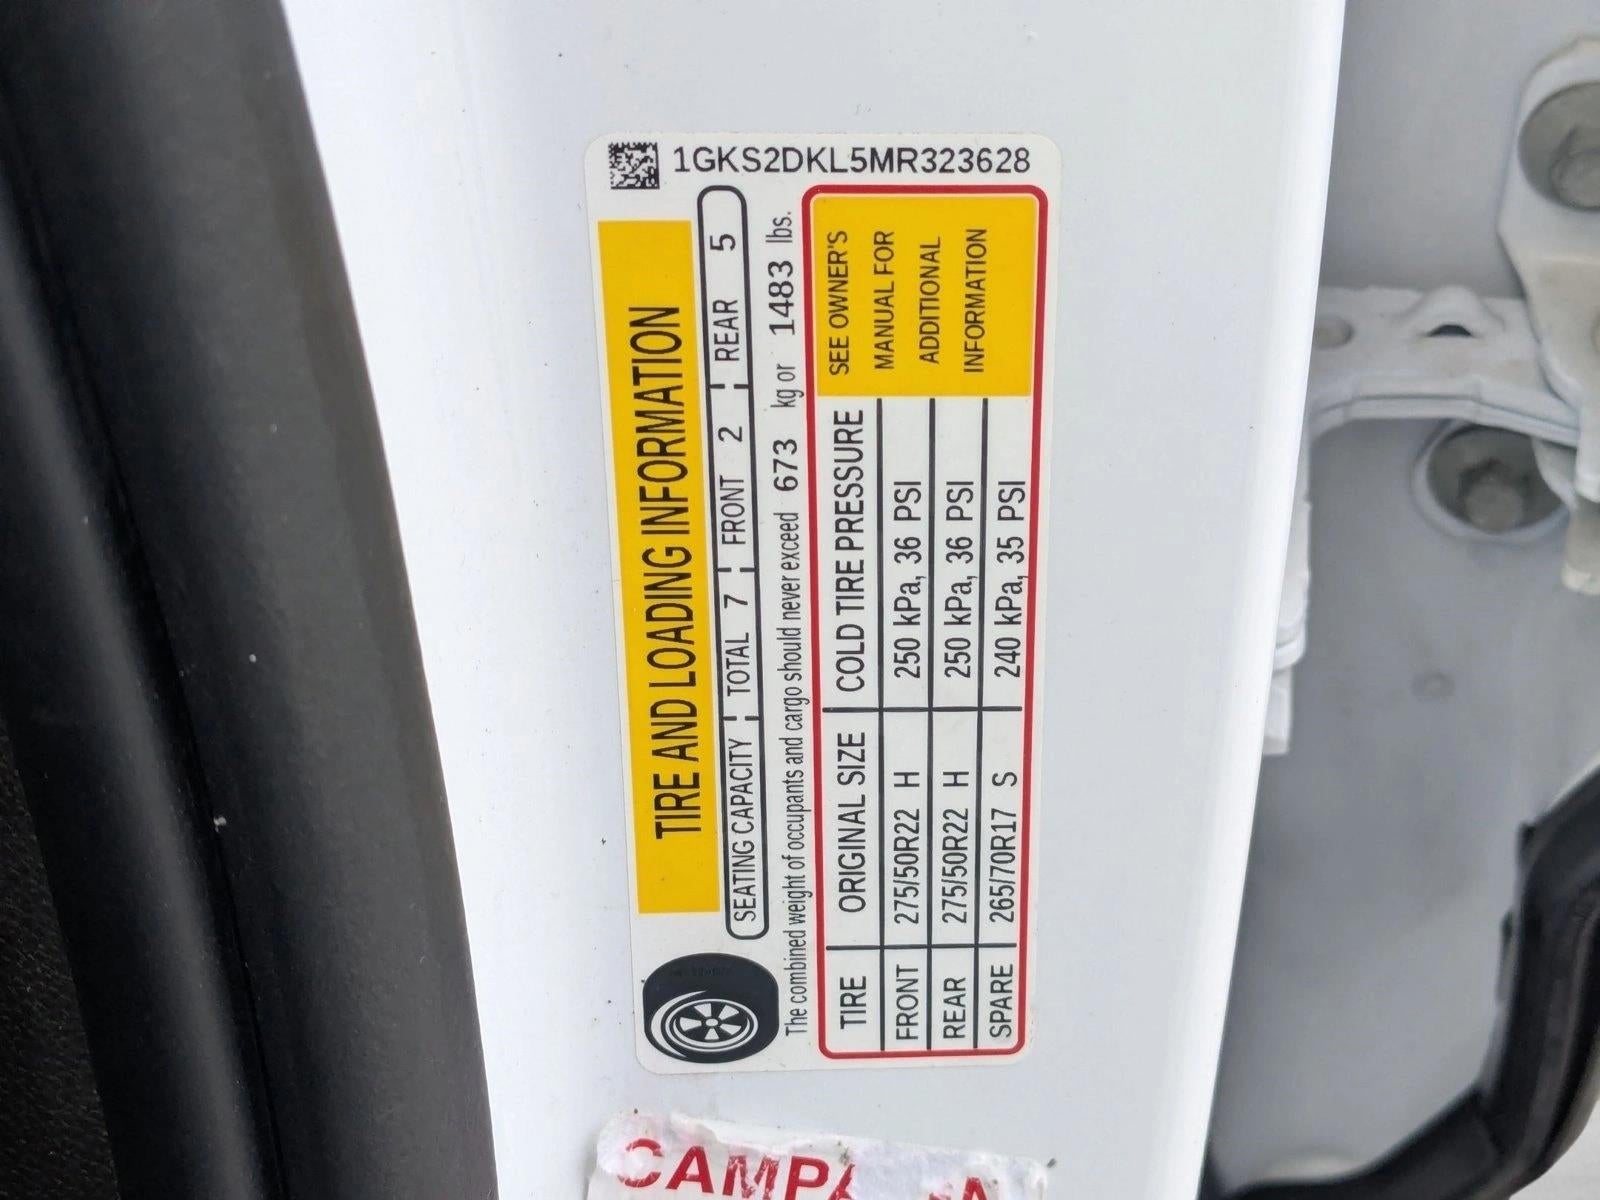 1GKS2DKL5MR323628
TIRE AND LOADING INFORMATION
SEATING CAPACITY TOTAL 7 FRONT 2 REAR 5
The combined weight of occupants and cargo should never exceed 673 kg or 1483 lbs.
TIRE ORIGINAL SIZE COLD TIRE PRESSURE
FRONT 275/50R22 H 250 kPa, 36 PSI
REAR 275/50R22 H 250 kPa, 36 PSI
SPARE 265/70R17 S 240 kPa, 35 PSI
SEE OWNER'S
MANUAL FOR
ADDITIONAL
INFORMATION